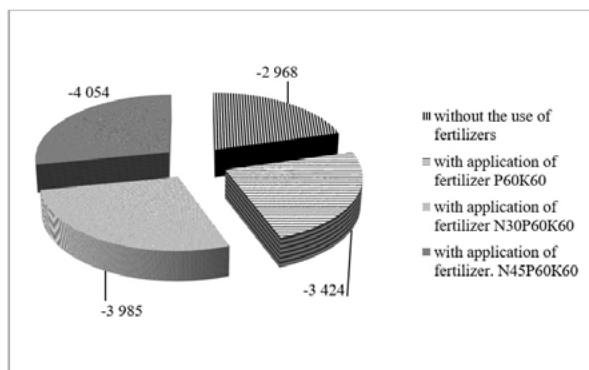 -4 054
-2 968
-3 424
-3 985
without the use of
fertilizers
with application of
fertilizer P60K60
with application of
fertilizer N30P60K60
with application of
fertilizer. N45P60K60